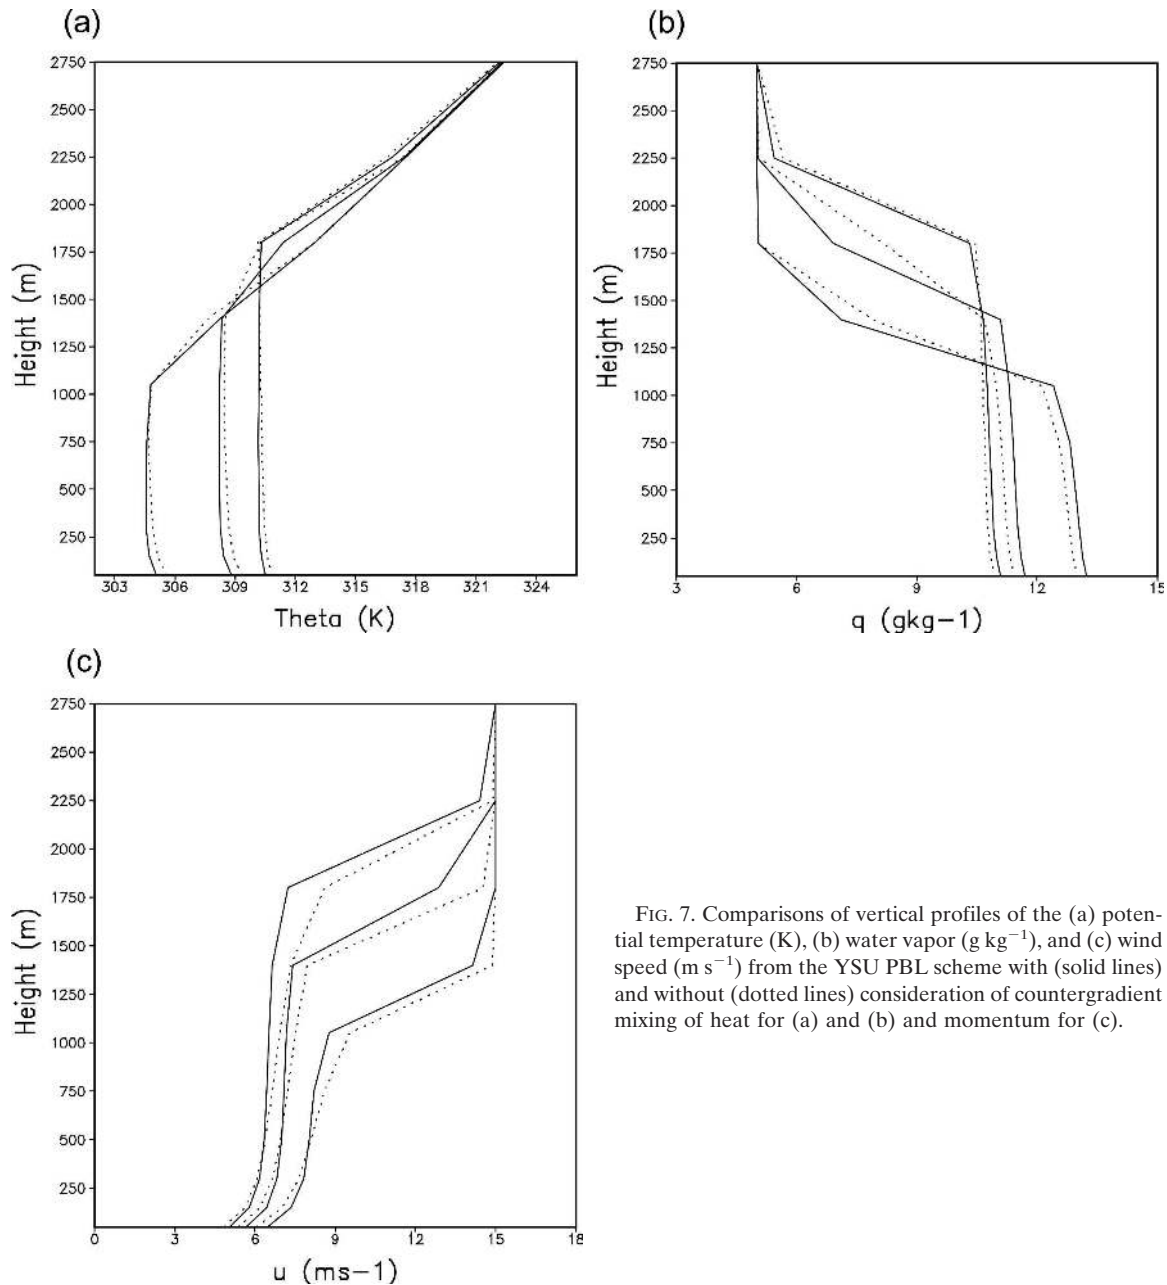 (a)
2750
2500
2250
2000
1750
1500
1250
1000
750
500
250
Height (m)
303 306 309 312 315 318 321 324
Theta (K)
(b)
2750
2500
2250
2000
1750
1500
1250
1000
750
500
250
Height (m)
3 6 9 12 15
q (gkg-1)
(c)
2750
2500
2250
2000
1750
1500
1250
1000
750
500
250
Height (m)
0 3 6 9 12 15 18
u (ms-1)
FIG. 7. Comparisons of vertical profiles of the (a) poten-
tial temperature (K), (b) water vapor (g kg−1), and (c) wind
speed (m s−1) from the YSU PBL scheme with (solid lines)
and without (dotted lines) consideration of countergradient
mixing of heat for (a) and (b) and momentum for (c).